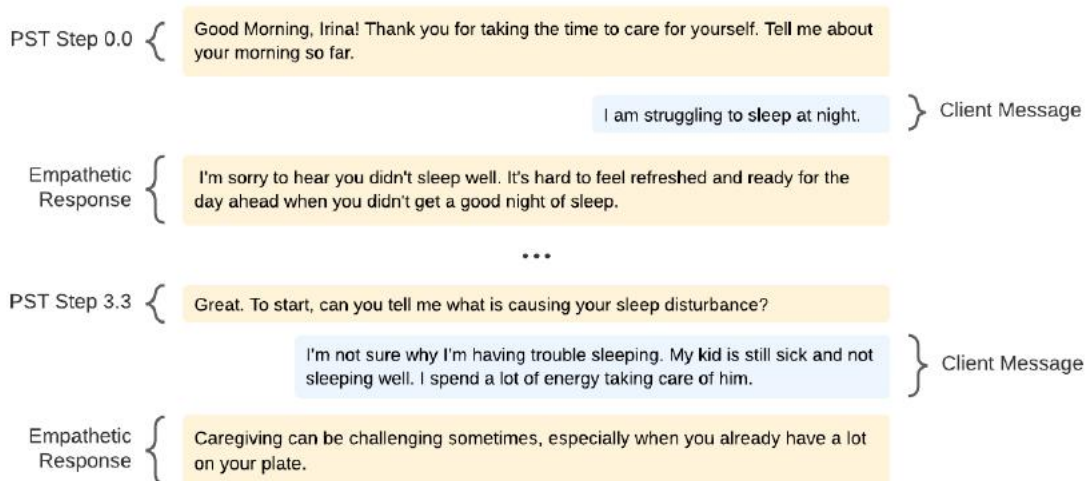 PST Step 0.0
Good Morning, Irina! Thank you for taking the time to care for yourself. Tell me about
your morning so far.
I am struggling to sleep at night.
Client Message
Empathetic
Response
I'm sorry to hear you didn't sleep well. It's hard to feel refreshed and ready for the
day ahead when you didn't get a good night of sleep.
...
PST Step 3.3
Great. To start, can you tell me what is causing your sleep disturbance?
I'm not sure why I'm having trouble sleeping. My kid is still sick and not
sleeping well. I spend a lot of energy taking care of him.
Client Message
Empathetic
Response
Caregiving can be challenging sometimes, especially when you already have a lot
on your plate.